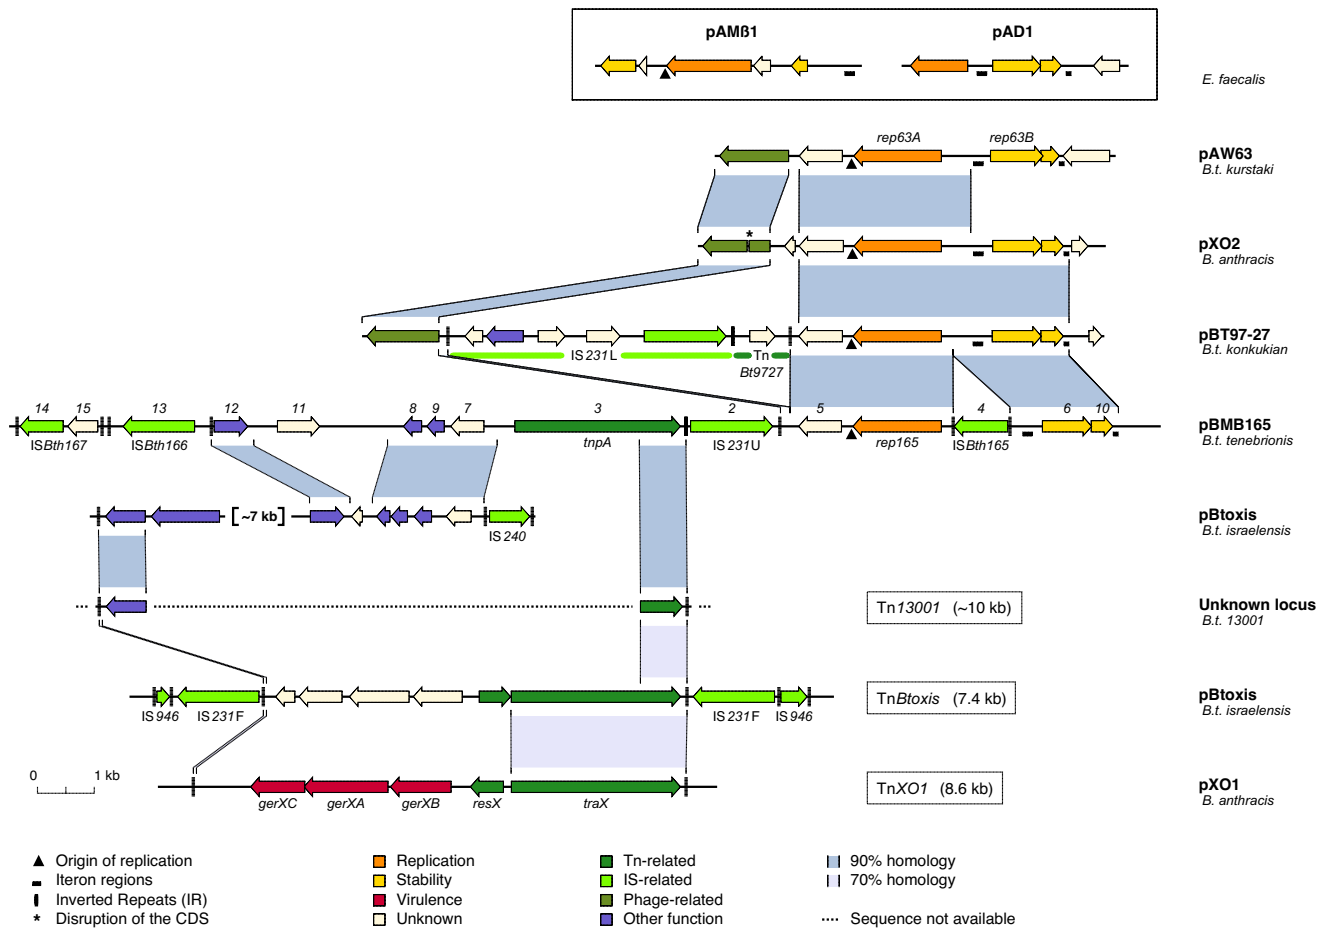 pAMß1 pAD1
E. faecalis
rep63A rep63B
pAW63
B.t. kurstaki
*
pXO2
B. anthracis
pBT97-27
B.t. konkukian
IS231L Tn
Bt9727
14 15 13 12 11 8 9 7 3 2 5 4 6 10
pBMB165
B.t. tenebrionis
ISBth167 ISBth166 tnpA IS231U rep165 ISBth165
[~7 kb]
pBtoxis
B.t. israelensis
IS240
Tn13001 (~10 kb)
Unknown locus
B.t. 13001
pBtoxis
B.t. israelensis
TnBtoxis (7.4 kb)
IS946 IS231F IS231F IS946
0 1 kb
TnXO1 (8.6 kb)
pXO1
B. anthracis
gerXC gerXA gerXB resX traX
Origin of replication Replication Tn-related 90% homology
Iteron regions Stability IS-related 70% homology
Inverted Repeats (IR) Virulence Phage-related
* Disruption of the CDS Unknown Other function Sequence not available